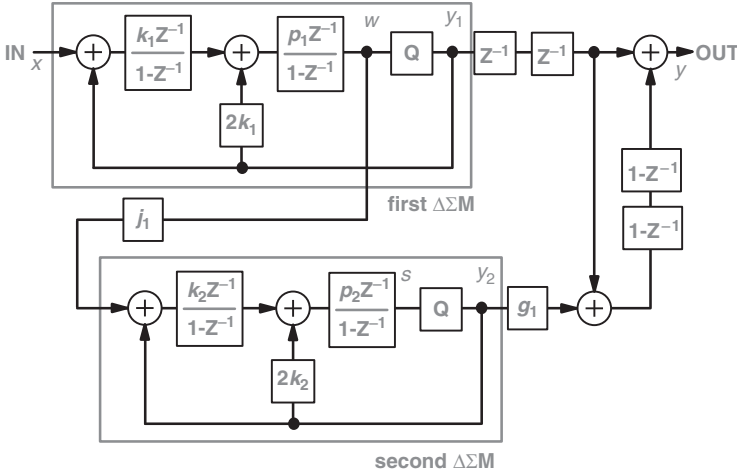 IN
x
+
k₁Z⁻¹
1-Z⁻¹
+
p₁Z⁻¹
1-Z⁻¹
w
Q
y₁
Z⁻¹
Z⁻¹
+
y
OUT
2k₁
first ΔΣM
1-Z⁻¹
1-Z⁻¹
j₁
+
k₂Z⁻¹
1-Z⁻¹
+
p₂Z⁻¹
1-Z⁻¹
s
Q
y₂
g₁
+
2k₂
second ΔΣM